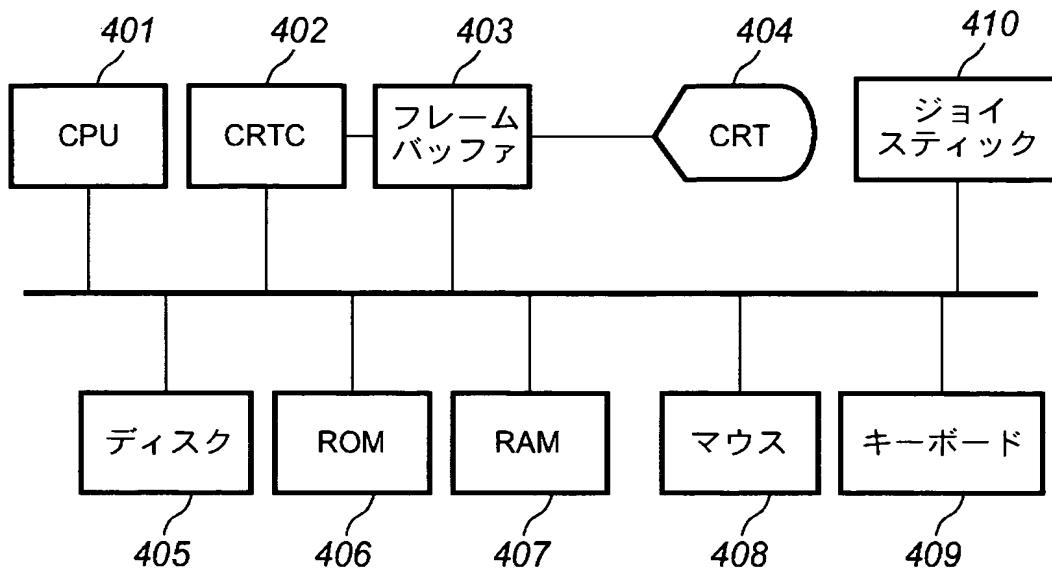 401
402
403
404
410
CPU
CRTC
フレーム
バッファ
CRT
ジョイ
スティック
ディスク
ROM
RAM
マウス
キーボード
405
406
407
408
409